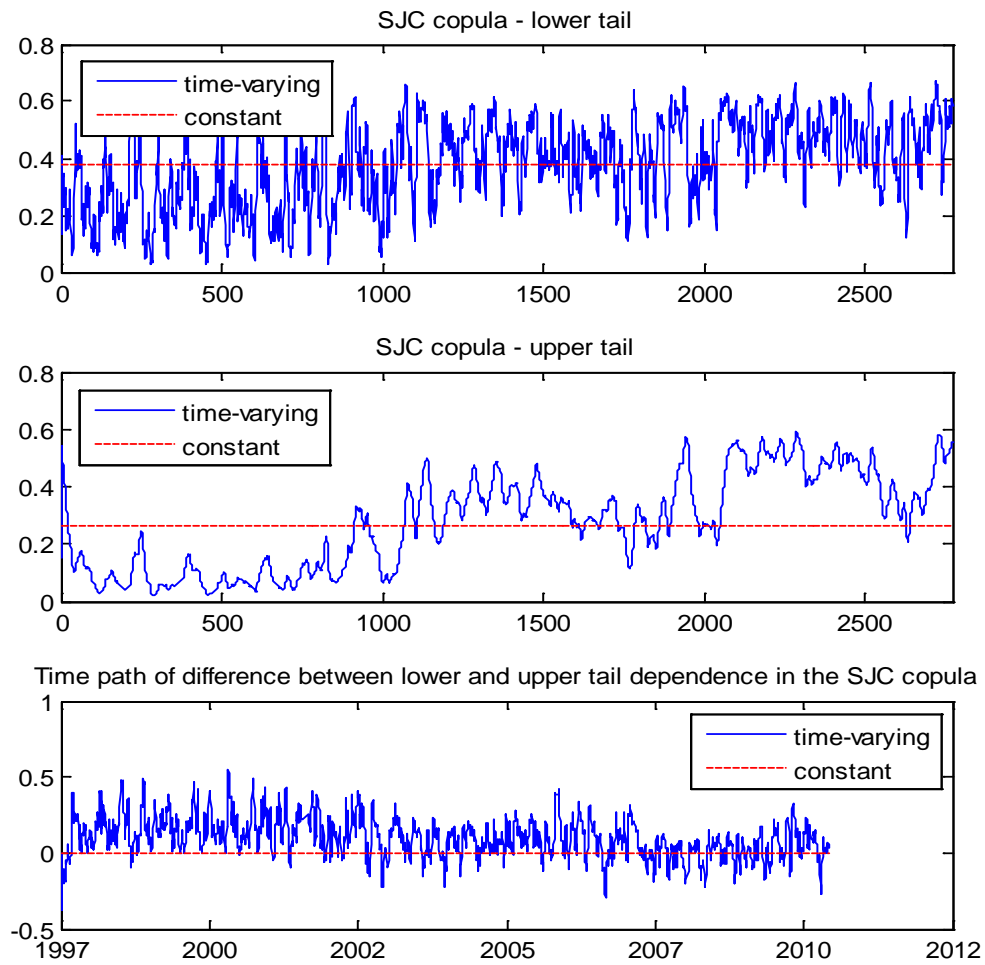 SJC copula - lower tail
0.8
0.6
0.4
0.2
0
time-varying
constant
0 500 1000 1500 2000 2500
SJC copula - upper tail
0.8
0.6
0.4
0.2
0
time-varying
constant
0 500 1000 1500 2000 2500
Time path of difference between lower and upper tail dependence in the SJC copula
1
0.5
0
-0.5
time-varying
constant
1997 2000 2002 2005 2007 2010 2012